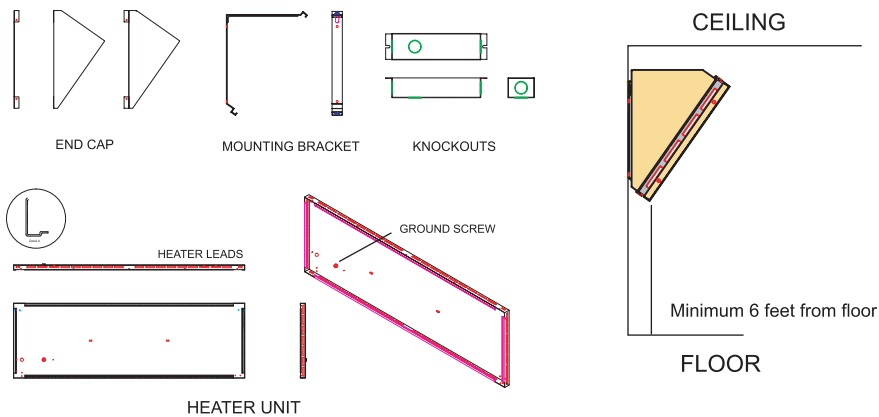 CEILING
END CAP
MOUNTING BRACKET
KNOCKOUTS
GROUND SCREW
HEATER LEADS
Minimum 6 feet from floor
FLOOR
HEATER UNIT